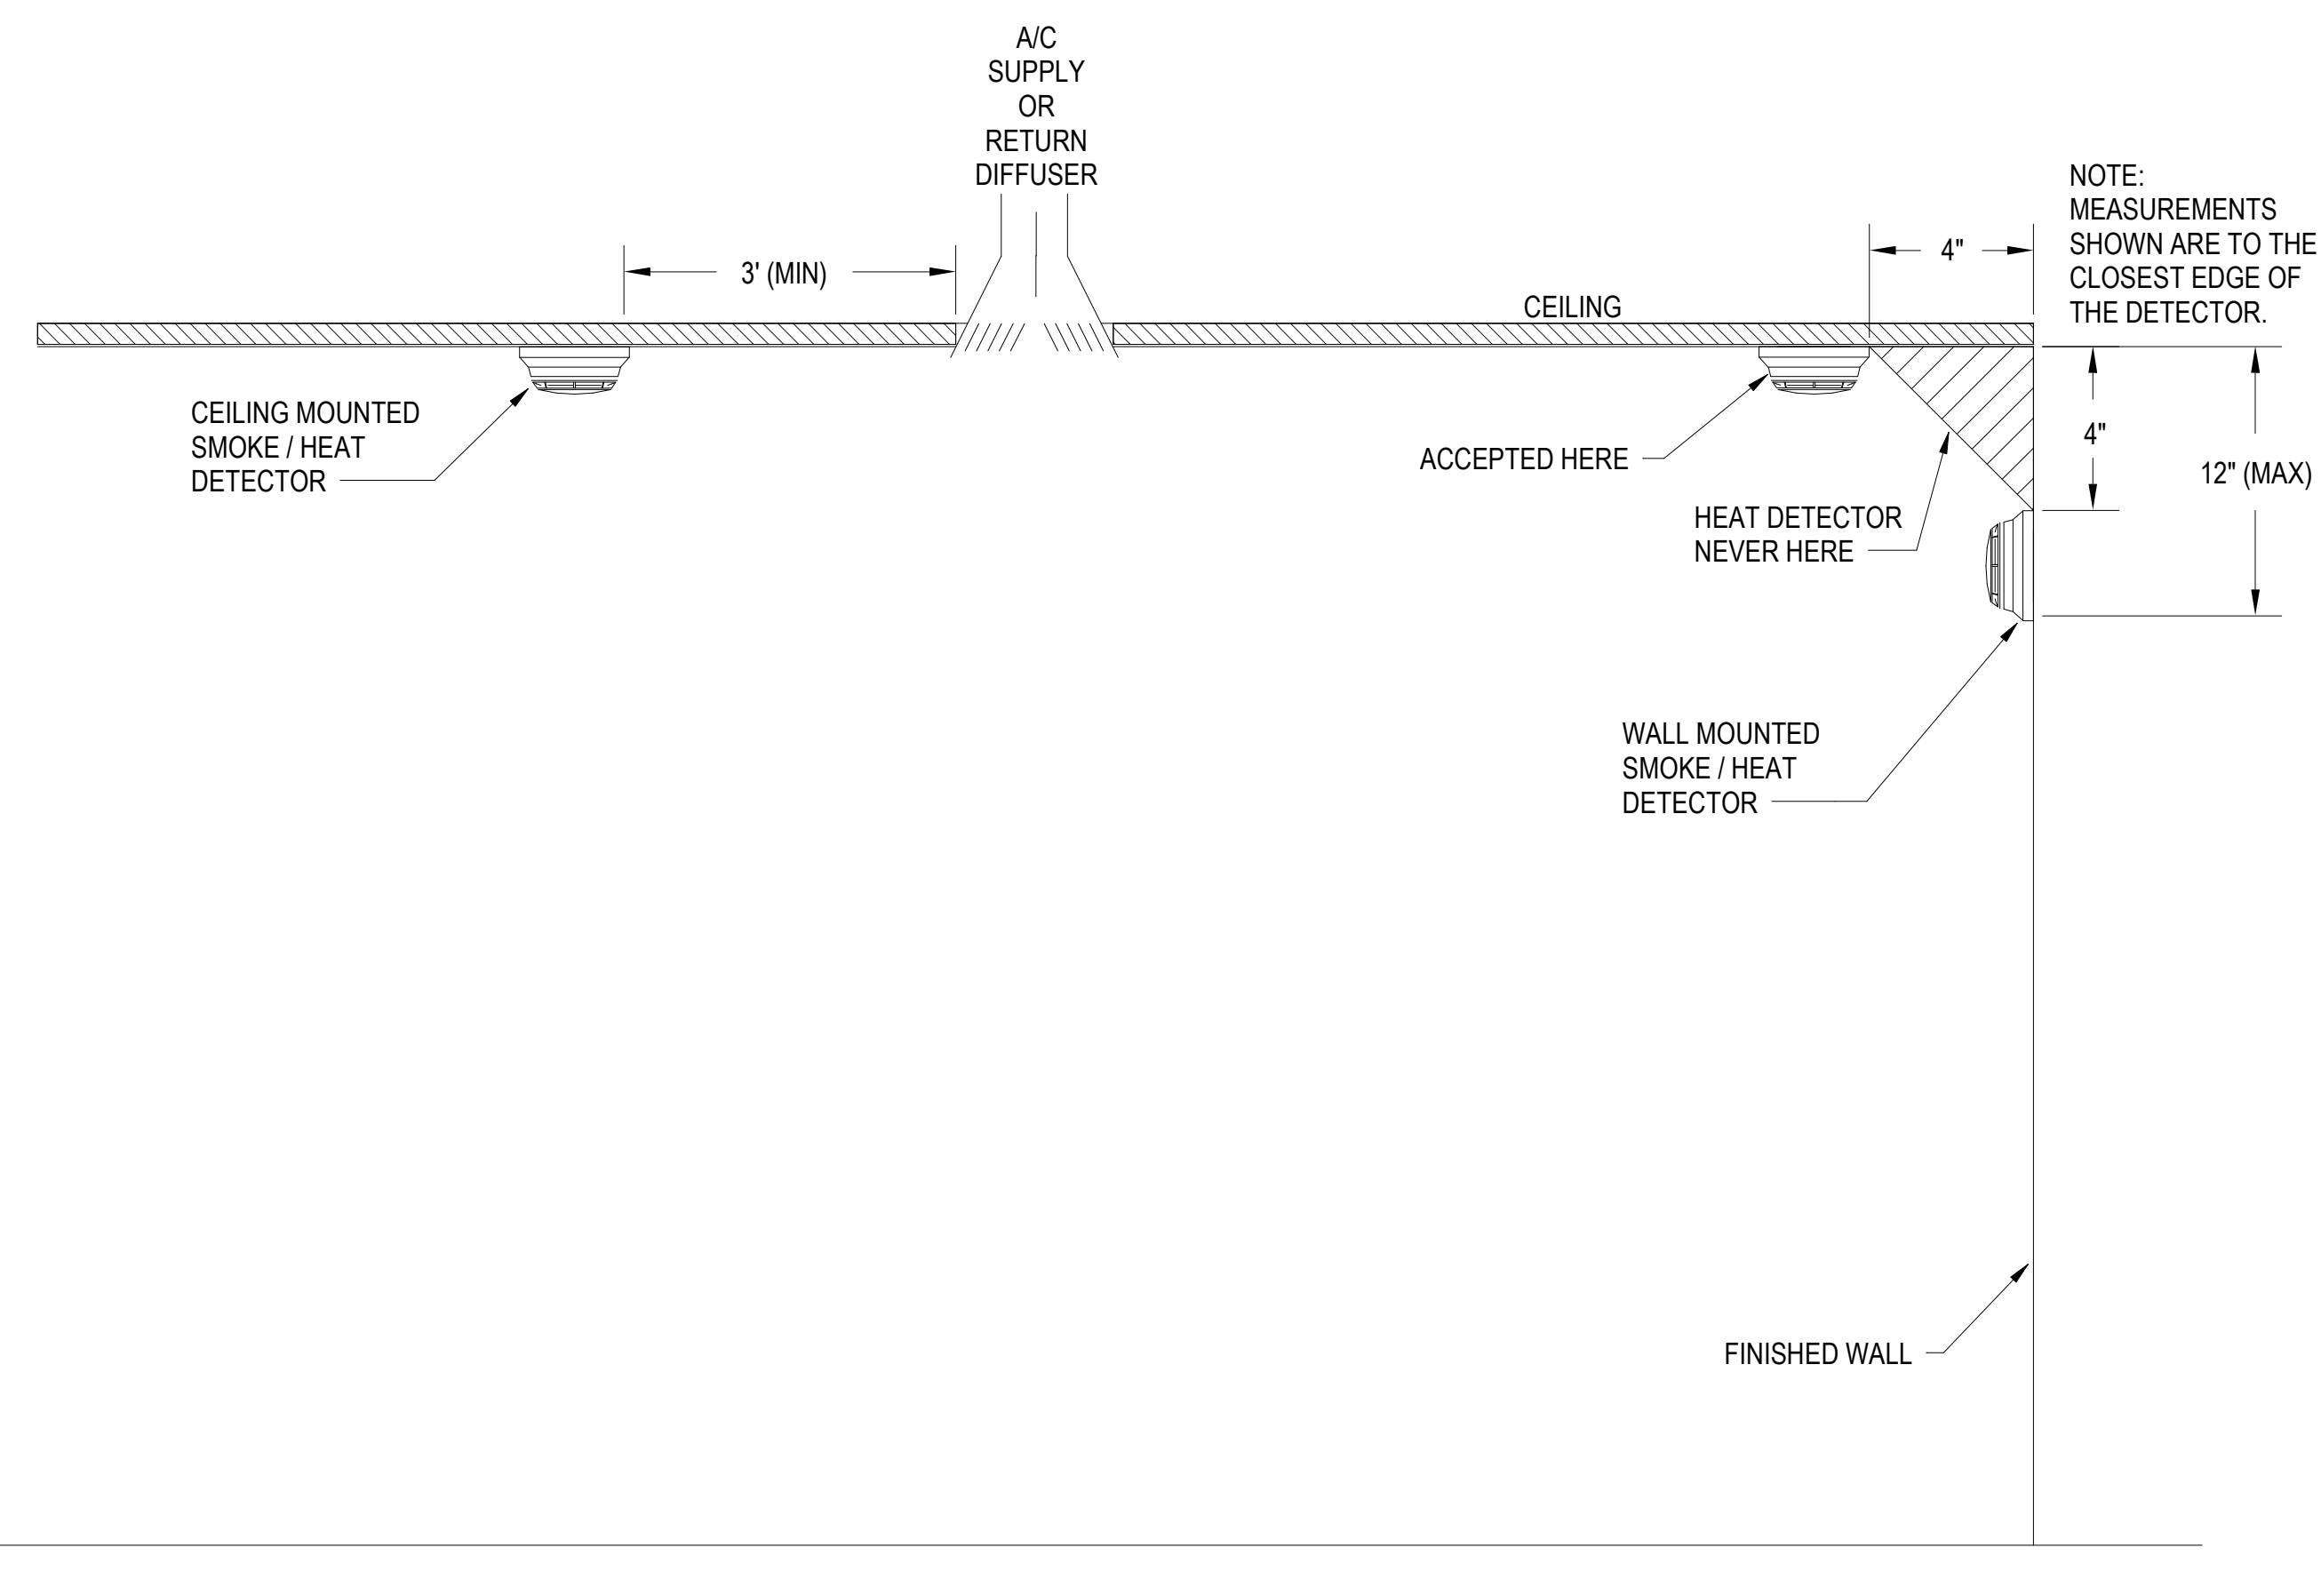 A/C
SUPPLY
OR
RETURN
DIFFUSER
NOTE:
MEASUREMENTS
SHOWN ARE TO THE
CLOSEST EDGE OF
THE DETECTOR.
3' (MIN)
4"
CEILING
CEILING MOUNTED
SMOKE / HEAT
DETECTOR
ACCEPTED HERE
4"
12" (MAX)
HEAT DETECTOR
NEVER HERE
WALL MOUNTED
SMOKE / HEAT
DETECTOR
FINISHED WALL